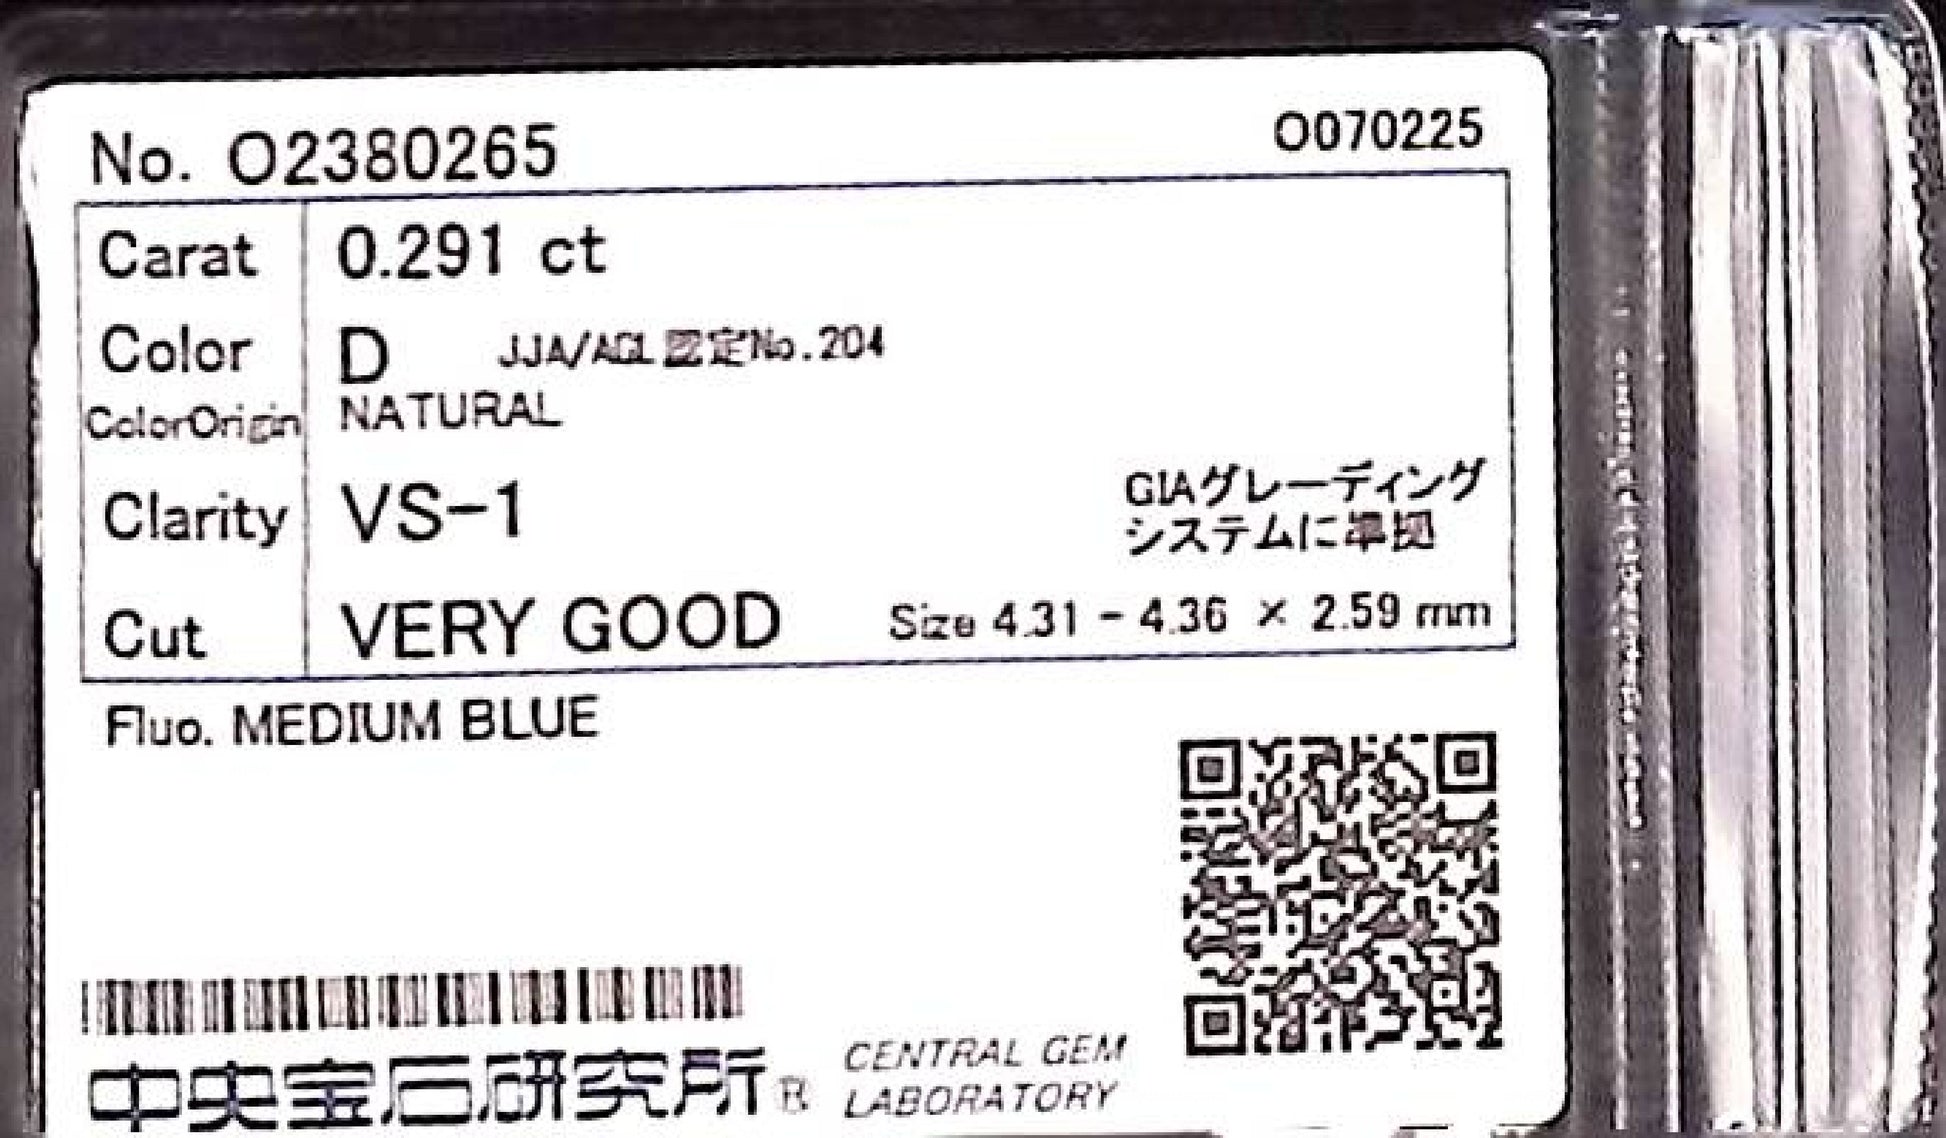 No. O2380265
O070225
Carat 0.291 ct
Color D JJA/AGL認定No.204
ColorOrigin NATURAL
Clarity VS-1
GIAグレーディング
システムに準拠
Cut VERY GOOD Size 4.31 - 4.36 × 2.59 mm
Fluo. MEDIUM BLUE
中央宝石研究所® CENTRAL GEM
LABORATORY